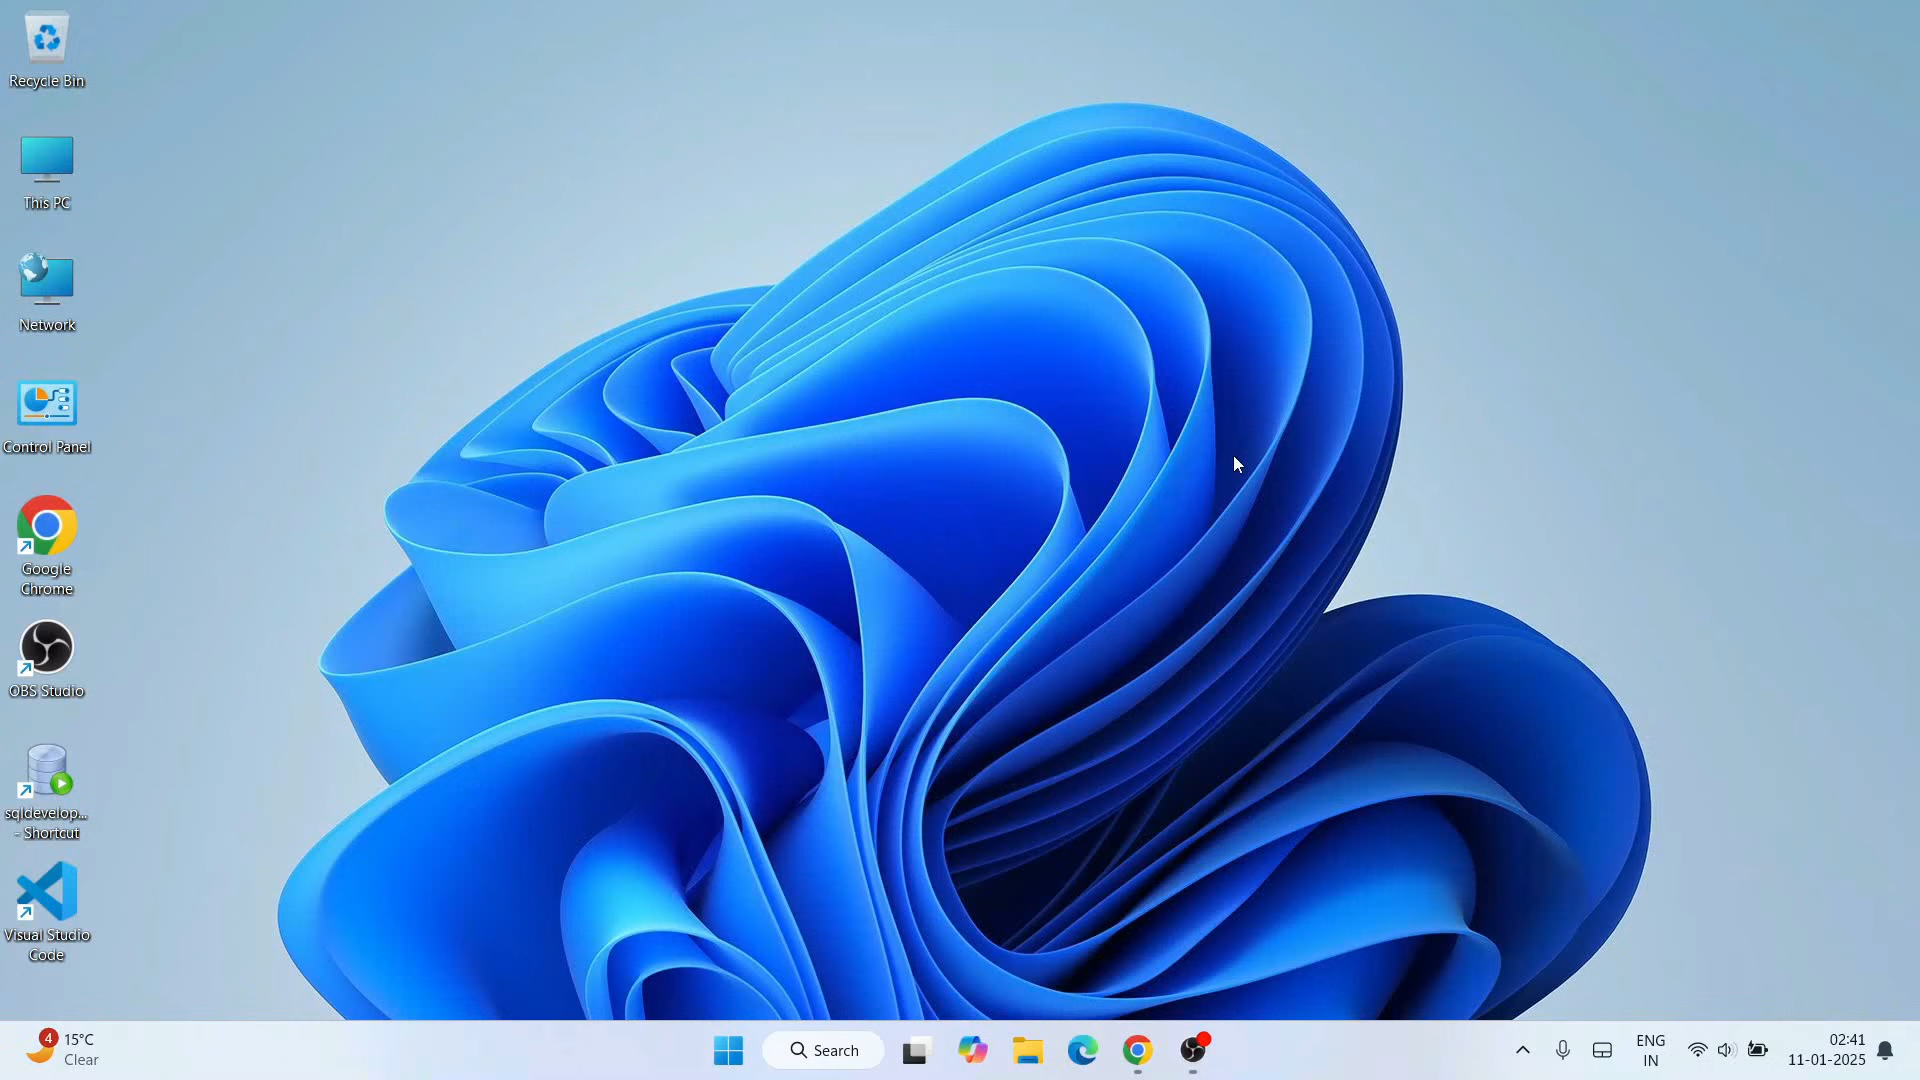 Recycle Bin
This PC
Network
Control Panel
Google
Chrome
OBS Studio
sqldevelop...
- Shortcut
Visual Studio
Code
4
15°C
Clear
Search
ENG
IN
02:41
11-01-2025